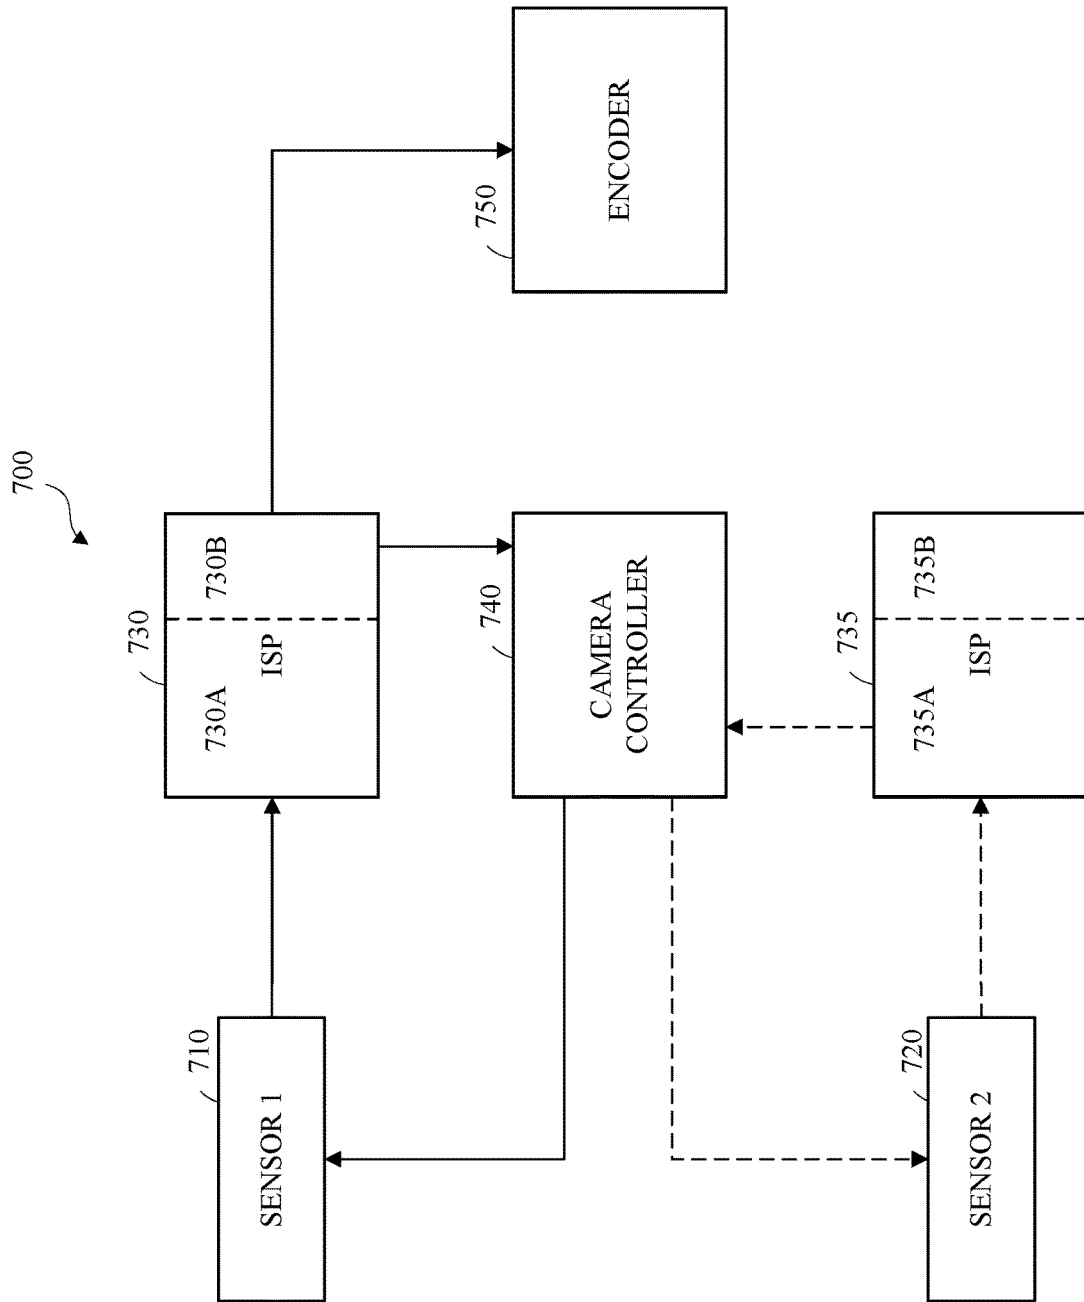 700
710
SENSOR 1
730
730A
730B
ISP
740
CAMERA
CONTROLLER
750
ENCODER
720
SENSOR 2
735
735A
735B
ISP